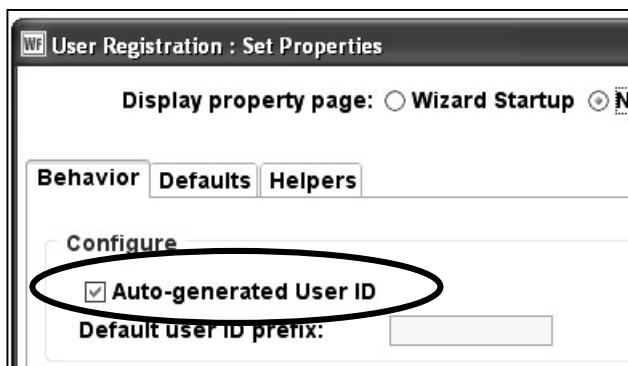 WF User Registration : Set Properties
Display property page: Wizard Startup N
Behavior Defaults Helpers
Configure
Auto-generated User ID
Default user ID prefix: